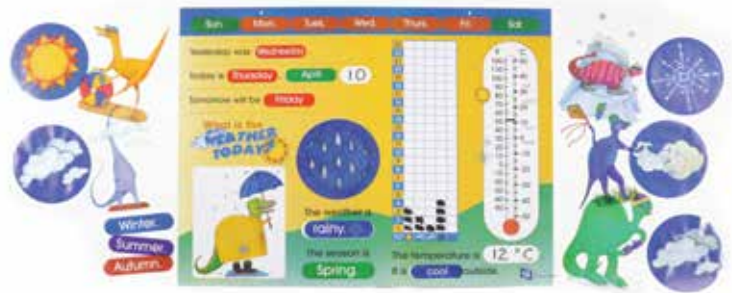 Sun. Mon. Tues. Wed. Thurs. Fri. Sat.
Yesterday was Wednesday
Today is Thursday April 10
Tomorrow will be Friday
What is the
WEATHER
TODAY?
The weather is
rainy.
The season is
Spring.
The temperature is 12 °C
It is cool outside.
F C
Winter.
Summer.
Autumn.